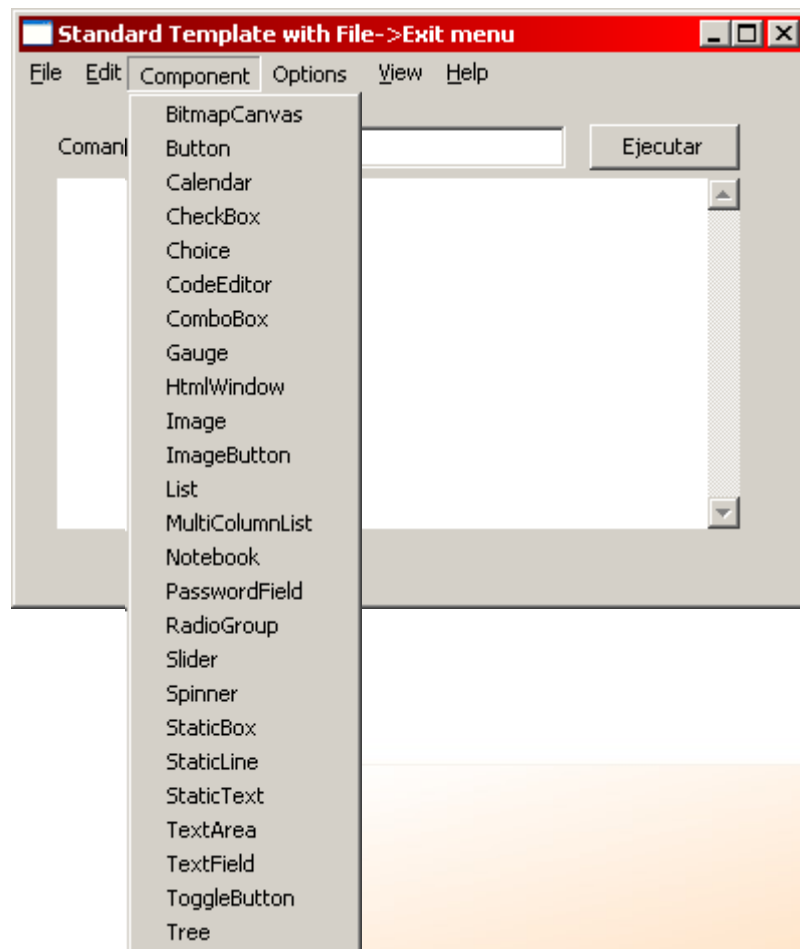 Standard Template with File->Exit menu
File Edit Component Options View Help
BitmapCanvas
Button
Calendar
CheckBox
Choice
CodeEditor
ComboBox
Gauge
HtmlWindow
Image
ImageButton
List
MultiColumnList
Notebook
PasswordField
RadioGroup
Slider
Spinner
StaticBox
StaticLine
StaticText
TextArea
TextField
ToggleButton
Tree
Coman
Ejecutar